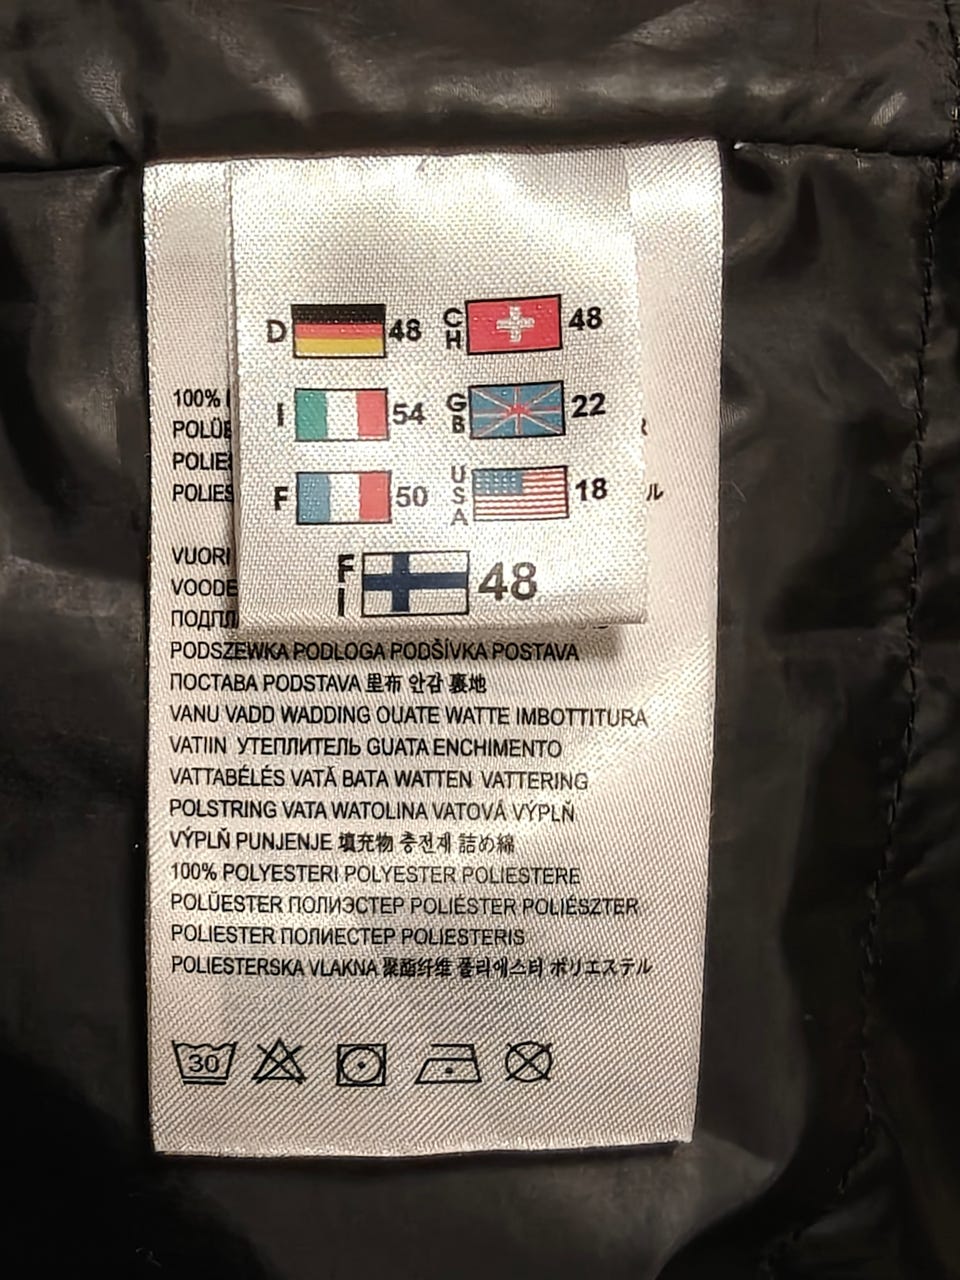 D 48 CH 48
I 54 GB 22
F 50 USA 18
FI 48
100%
VUORI
PODSZEWKA PODLOGA PODŠÍVKA POSTAVA
ПОСТАВА PODSTAVA 里布 안감 裏地
VANU VADD WADDING OUATE WATTE IMBOTTITURA
VATIIN УТЕПЛИТЕЛЬ GUATA ENCHIMENTO
VATTABÉLÉS VATĂ BATA WATTEN VATTERING
POLSTRING VATA WATOLINA VATOVÁ VÝPLŇ
VÝPLŇ PUNJENJE 填充物 충전재 詰め綿
100% POLYESTERI POLYESTER POLIESTERE
POLÜESTER ПОЛИЭСТЕР POLIÉSTER POLIÉSZTER
POLIESTER ПОЛИЕСТЕР POLIESTERIS
POLIESTERSKA VLAKNA 聚酯纤维 폴리에스터 ポリエステル
30